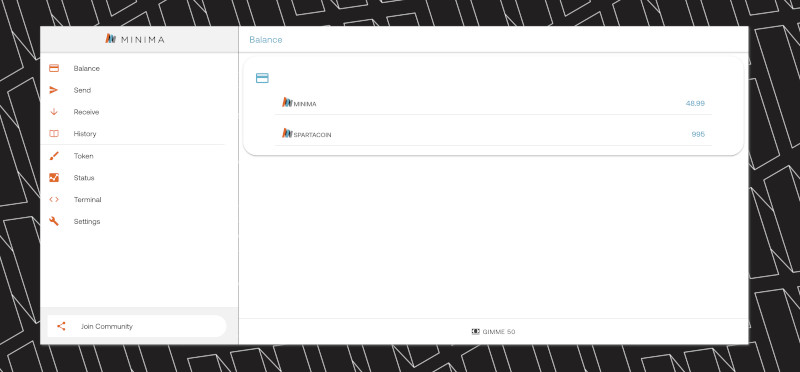 MINIMA
Balance
Send
Receive
History
Token
Status
Terminal
Settings
Join Community
Balance
MINIMA 48.99
SPARTACOIN 995
GIMME 50